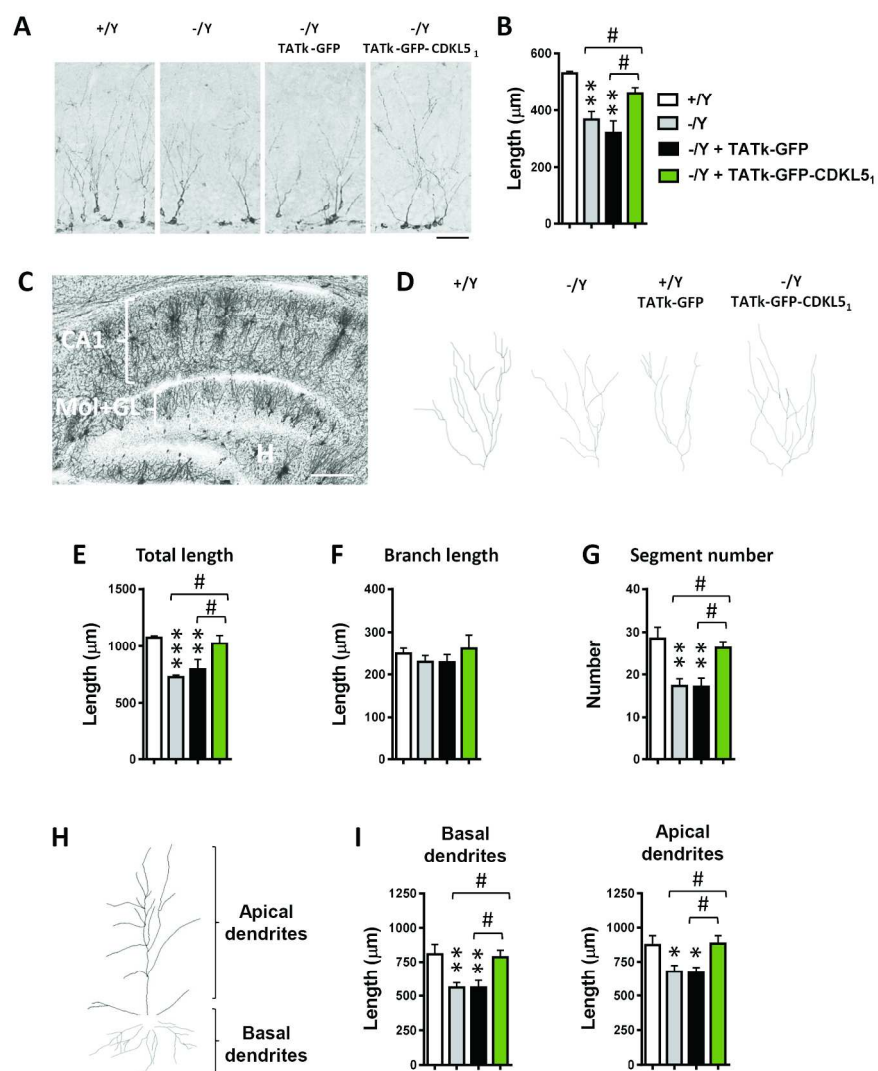 A
+/Y
-/Y
-/Y
TATk-GFP
-/Y
TATk-GFP-CDKL5₁
B
Length (μm)
600
400
200
0
**
**
#
#
+/Y
-/Y
-/Y + TATk-GFP
-/Y + TATk-GFP-CDKL5₁
C
CA1
Mol+GL
H
D
+/Y
-/Y
+/Y
TATk-GFP
-/Y
TATk-GFP-CDKL5₁
E
Total length
Length (μm)
1500
1000
500
0
***
**
#
#
F
Branch length
Length (μm)
400
300
200
100
0
G
Segment number
Number
40
30
20
10
0
**
**
#
#
H
Apical
dendrites
Basal
dendrites
I
Basal
dendrites
Length (μm)
1250
1000
750
500
250
0
**
**
#
#
Apical
dendrites
Length (μm)
1250
1000
750
500
250
0
*
*
#
#